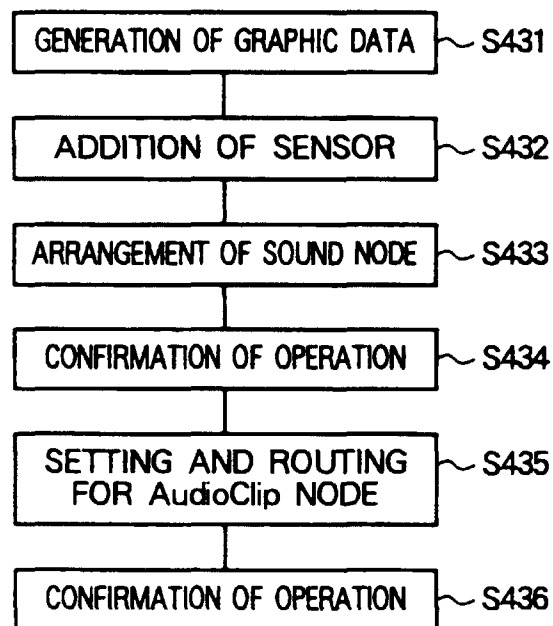 GENERATION OF GRAPHIC DATA S431
ADDITION OF SENSOR S432
ARRANGEMENT OF SOUND NODE S433
CONFIRMATION OF OPERATION S434
SETTING AND ROUTING S435
FOR AudioClip NODE
CONFIRMATION OF OPERATION S436